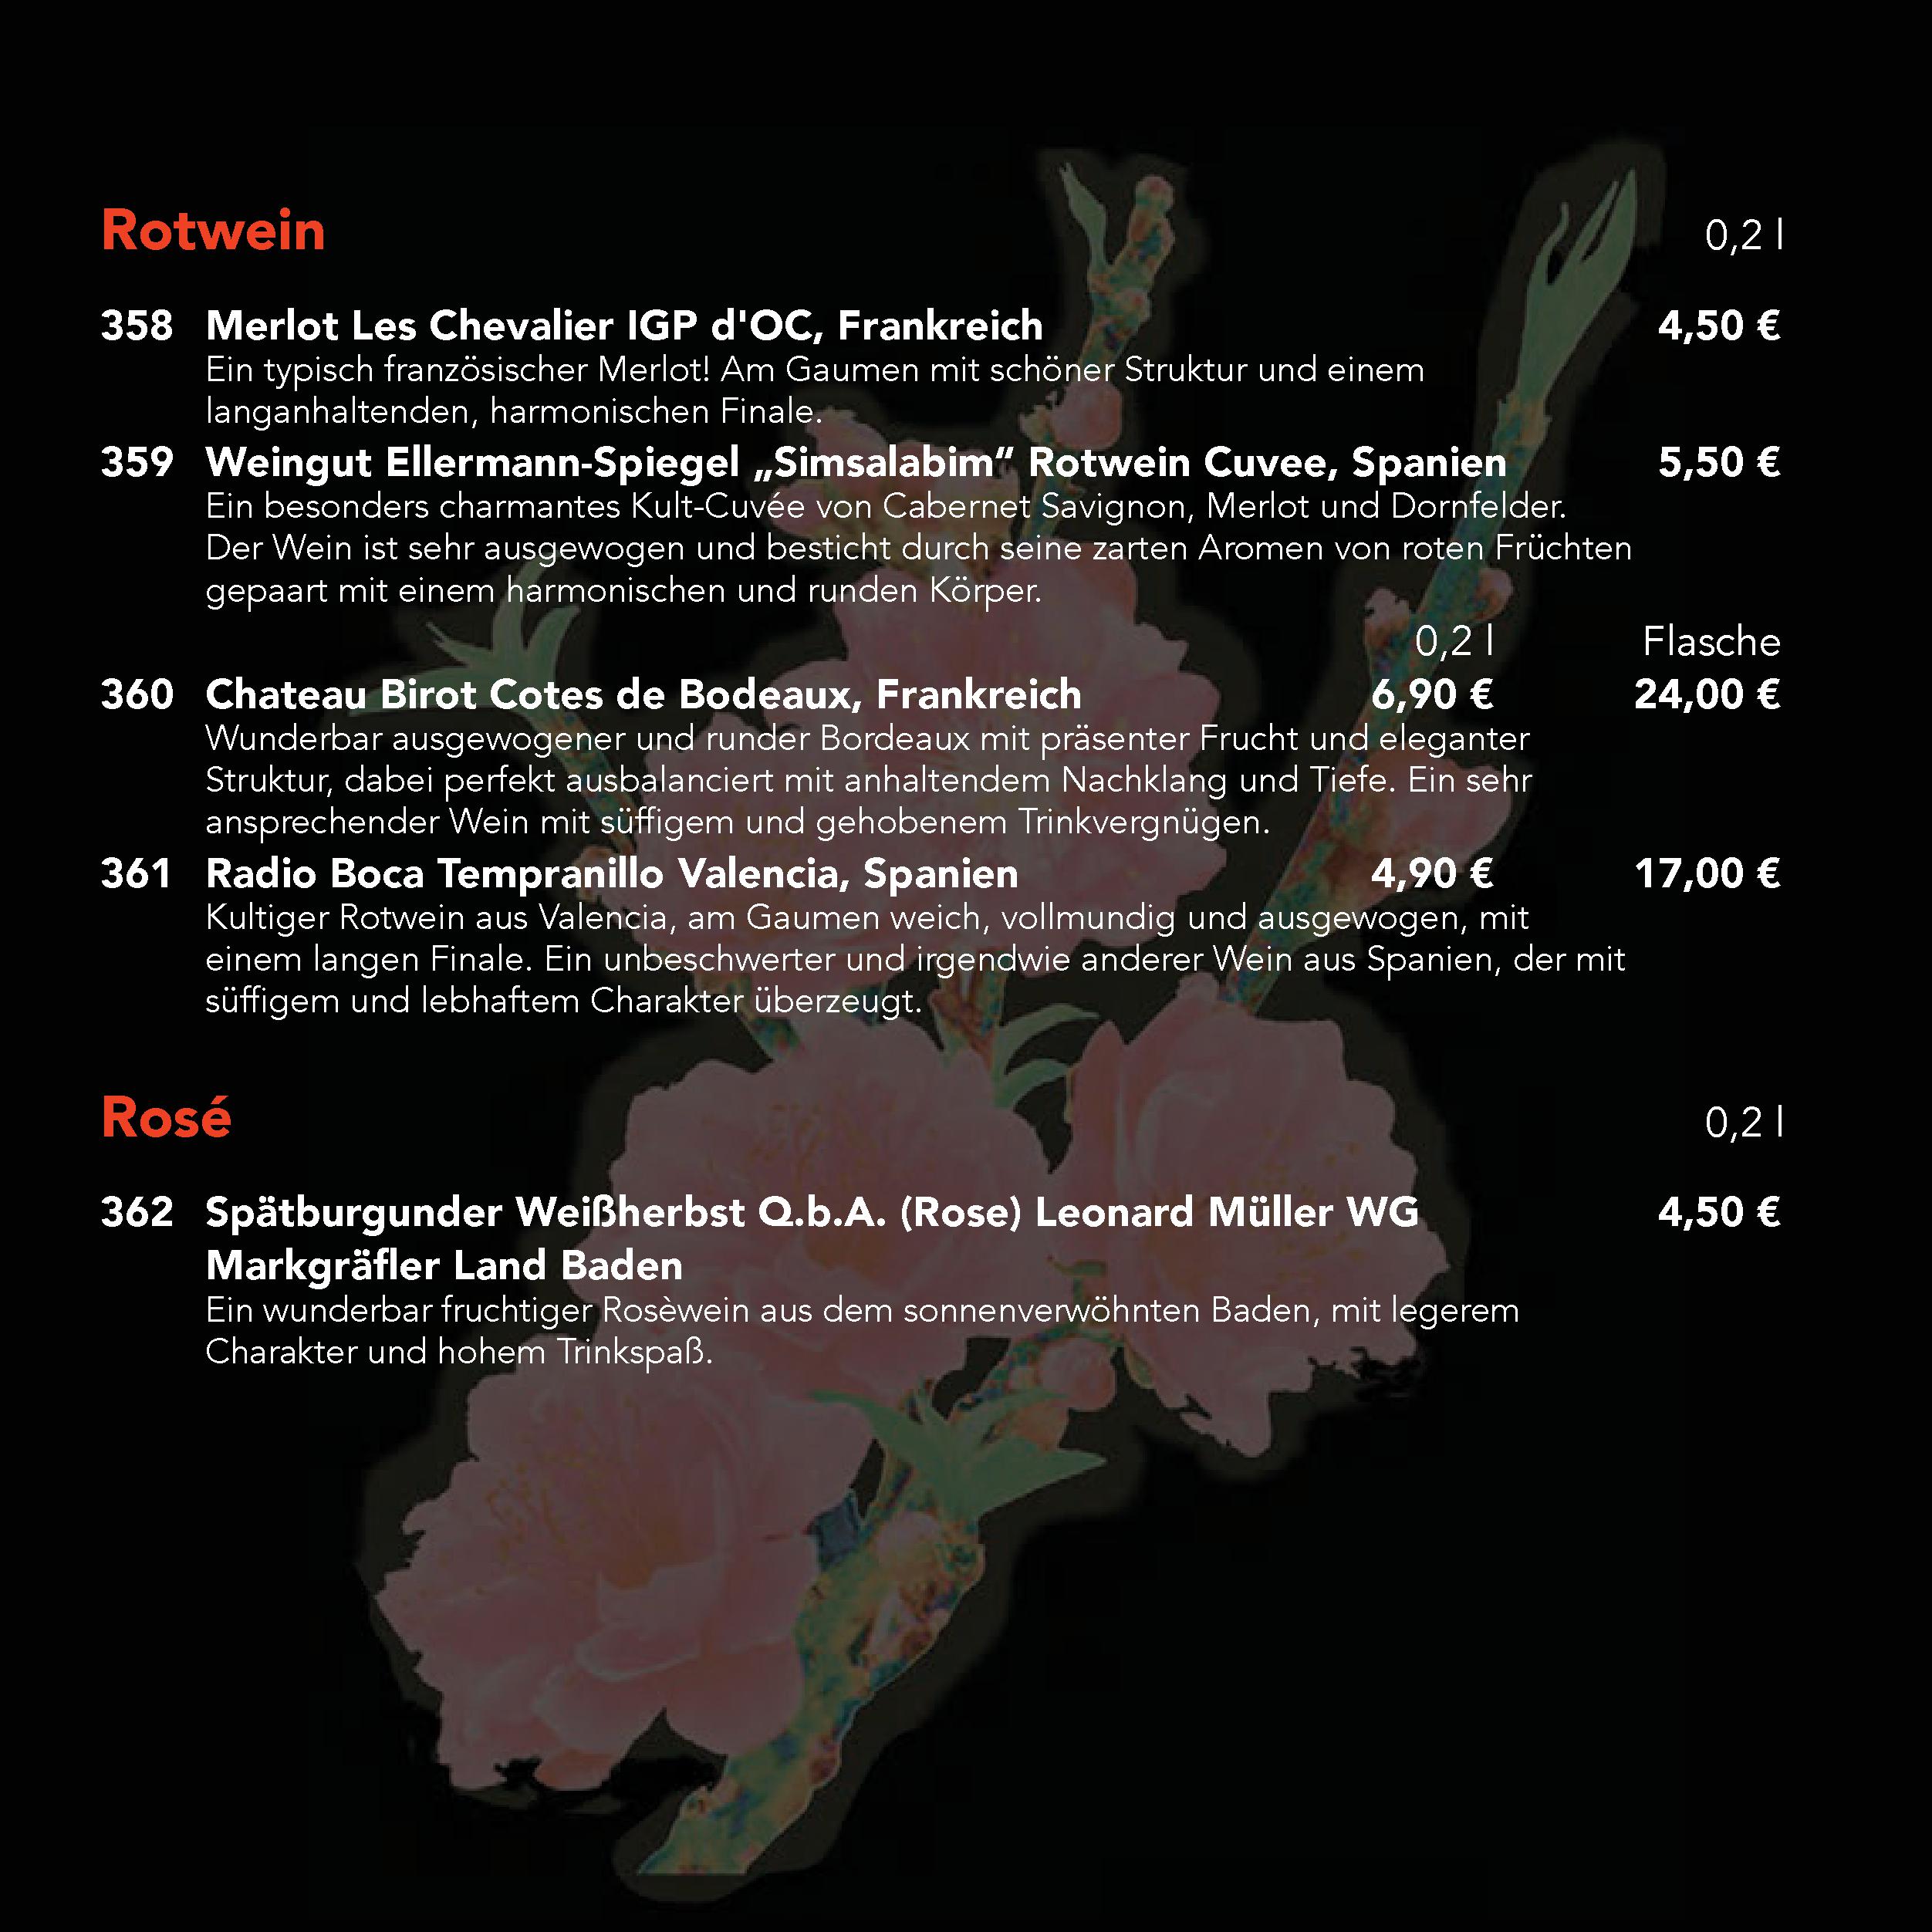 Rotwein 0,2 l
358 Merlot Les Chevalier IGP d'OC, Frankreich 4,50 €
Ein typisch französischer Merlot! Am Gaumen mit schöner Struktur und einem
langanhaltenden, harmonischen Finale.
359 Weingut Ellermann-Spiegel „Simsalabim“ Rotwein Cuvee, Spanien 5,50 €
Ein besonders charmantes Kult-Cuvée von Cabernet Savignon, Merlot und Dornfelder.
Der Wein ist sehr ausgewogen und besticht durch seine zarten Aromen von roten Früchten
gepaart mit einem harmonischen und runden Körper.
0,2 l Flasche
360 Chateau Birot Cotes de Bodeaux, Frankreich 6,90 € 24,00 €
Wunderbar ausgewogener und runder Bordeaux mit präsenter Frucht und eleganter
Struktur, dabei perfekt ausbalanciert mit anhaltendem Nachklang und Tiefe. Ein sehr
ansprechender Wein mit süffigem und gehobenem Trinkvergnügen.
361 Radio Boca Tempranillo Valencia, Spanien 4,90 € 17,00 €
Kultiger Rotwein aus Valencia, am Gaumen weich, vollmundig und ausgewogen, mit
einem langen Finale. Ein unbeschwerter und irgendwie anderer Wein aus Spanien, der mit
süffigem und lebhaftem Charakter überzeugt.
Rosé 0,2 l
362 Spätburgunder Weißherbst Q.b.A. (Rose) Leonard Müller WG 4,50 €
Markgräfler Land Baden
Ein wunderbar fruchtiger Rosèwein aus dem sonnenverwöhnten Baden, mit legerem
Charakter und hohem Trinkspaß.